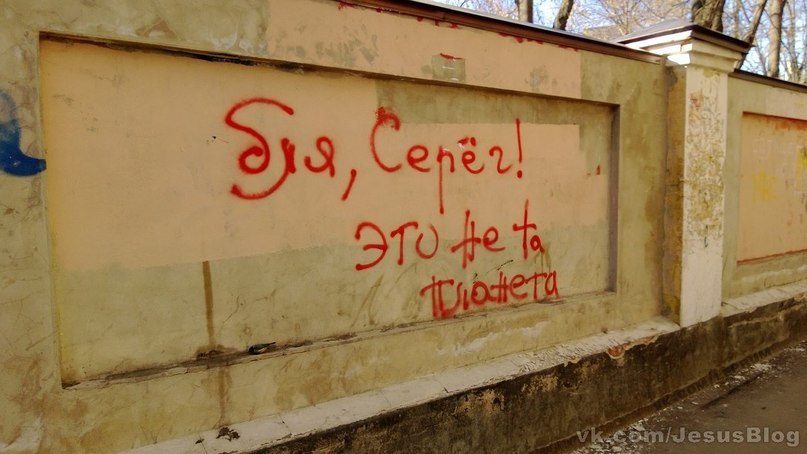 бля, Серёг!
это не та
планета
vk.com/JesusBlog